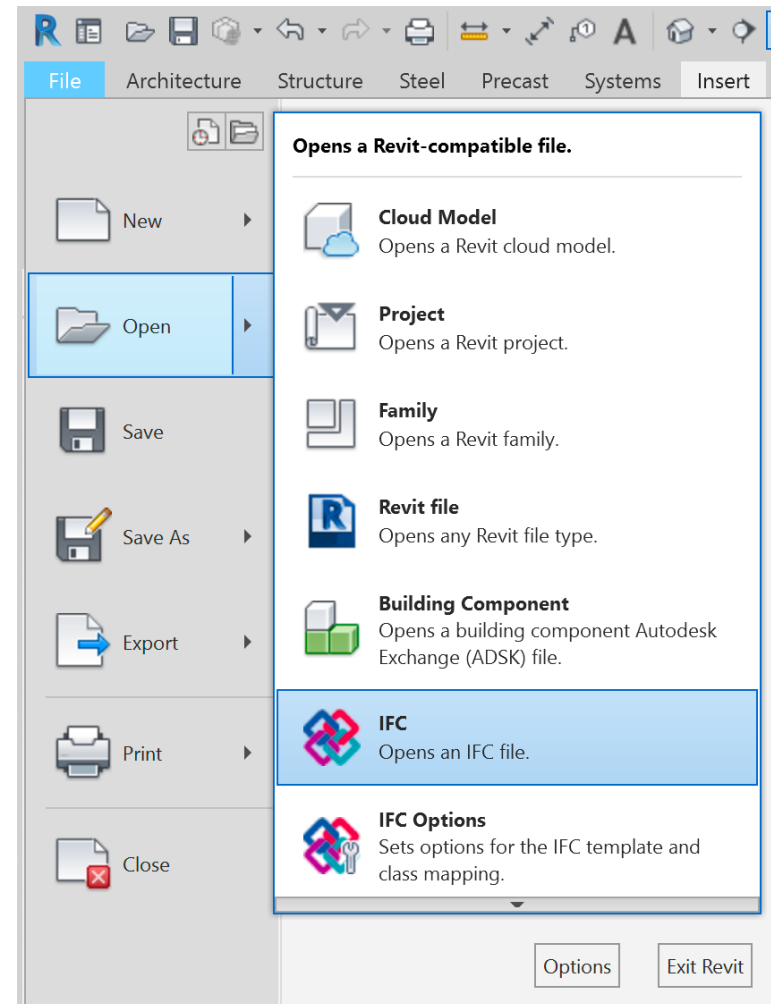 File Architecture Structure Steel Precast Systems Insert
Opens a Revit-compatible file.
New
Open
Save
Save As
Export
Print
Close
Cloud Model
Opens a Revit cloud model.
Project
Opens a Revit project.
Family
Opens a Revit family.
Revit file
Opens any Revit file type.
Building Component
Opens a building component Autodesk
Exchange (ADSK) file.
IFC
Opens an IFC file.
IFC Options
Sets options for the IFC template and
class mapping.
Options Exit Revit